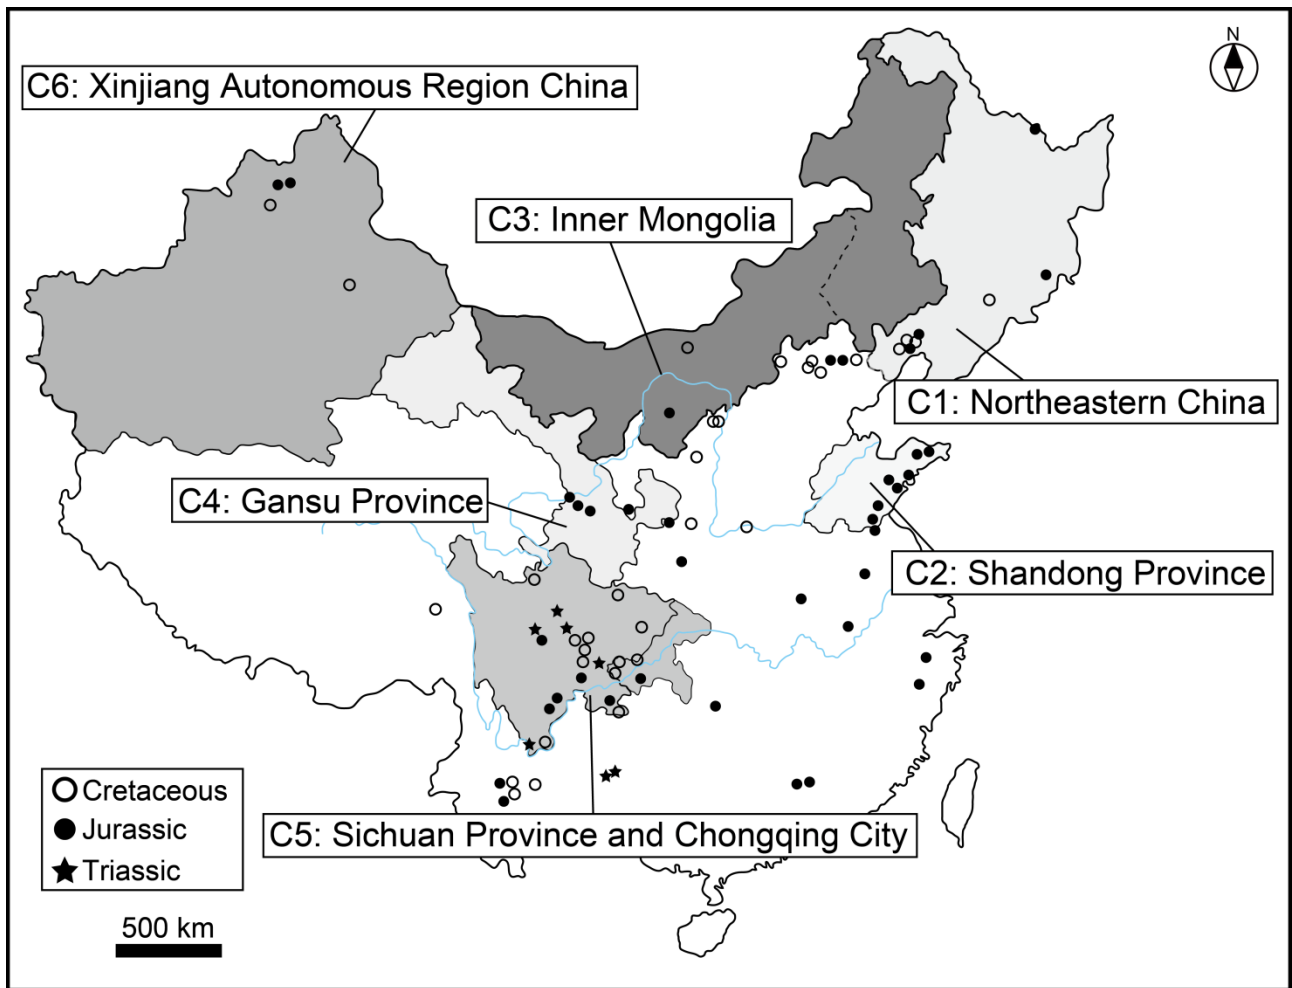 N
C6: Xinjiang Autonomous Region China
C3: Inner Mongolia
C1: Northeastern China
C4: Gansu Province
C2: Shandong Province
Cretaceous
Jurassic
Triassic
C5: Sichuan Province and Chongqing City
500 km